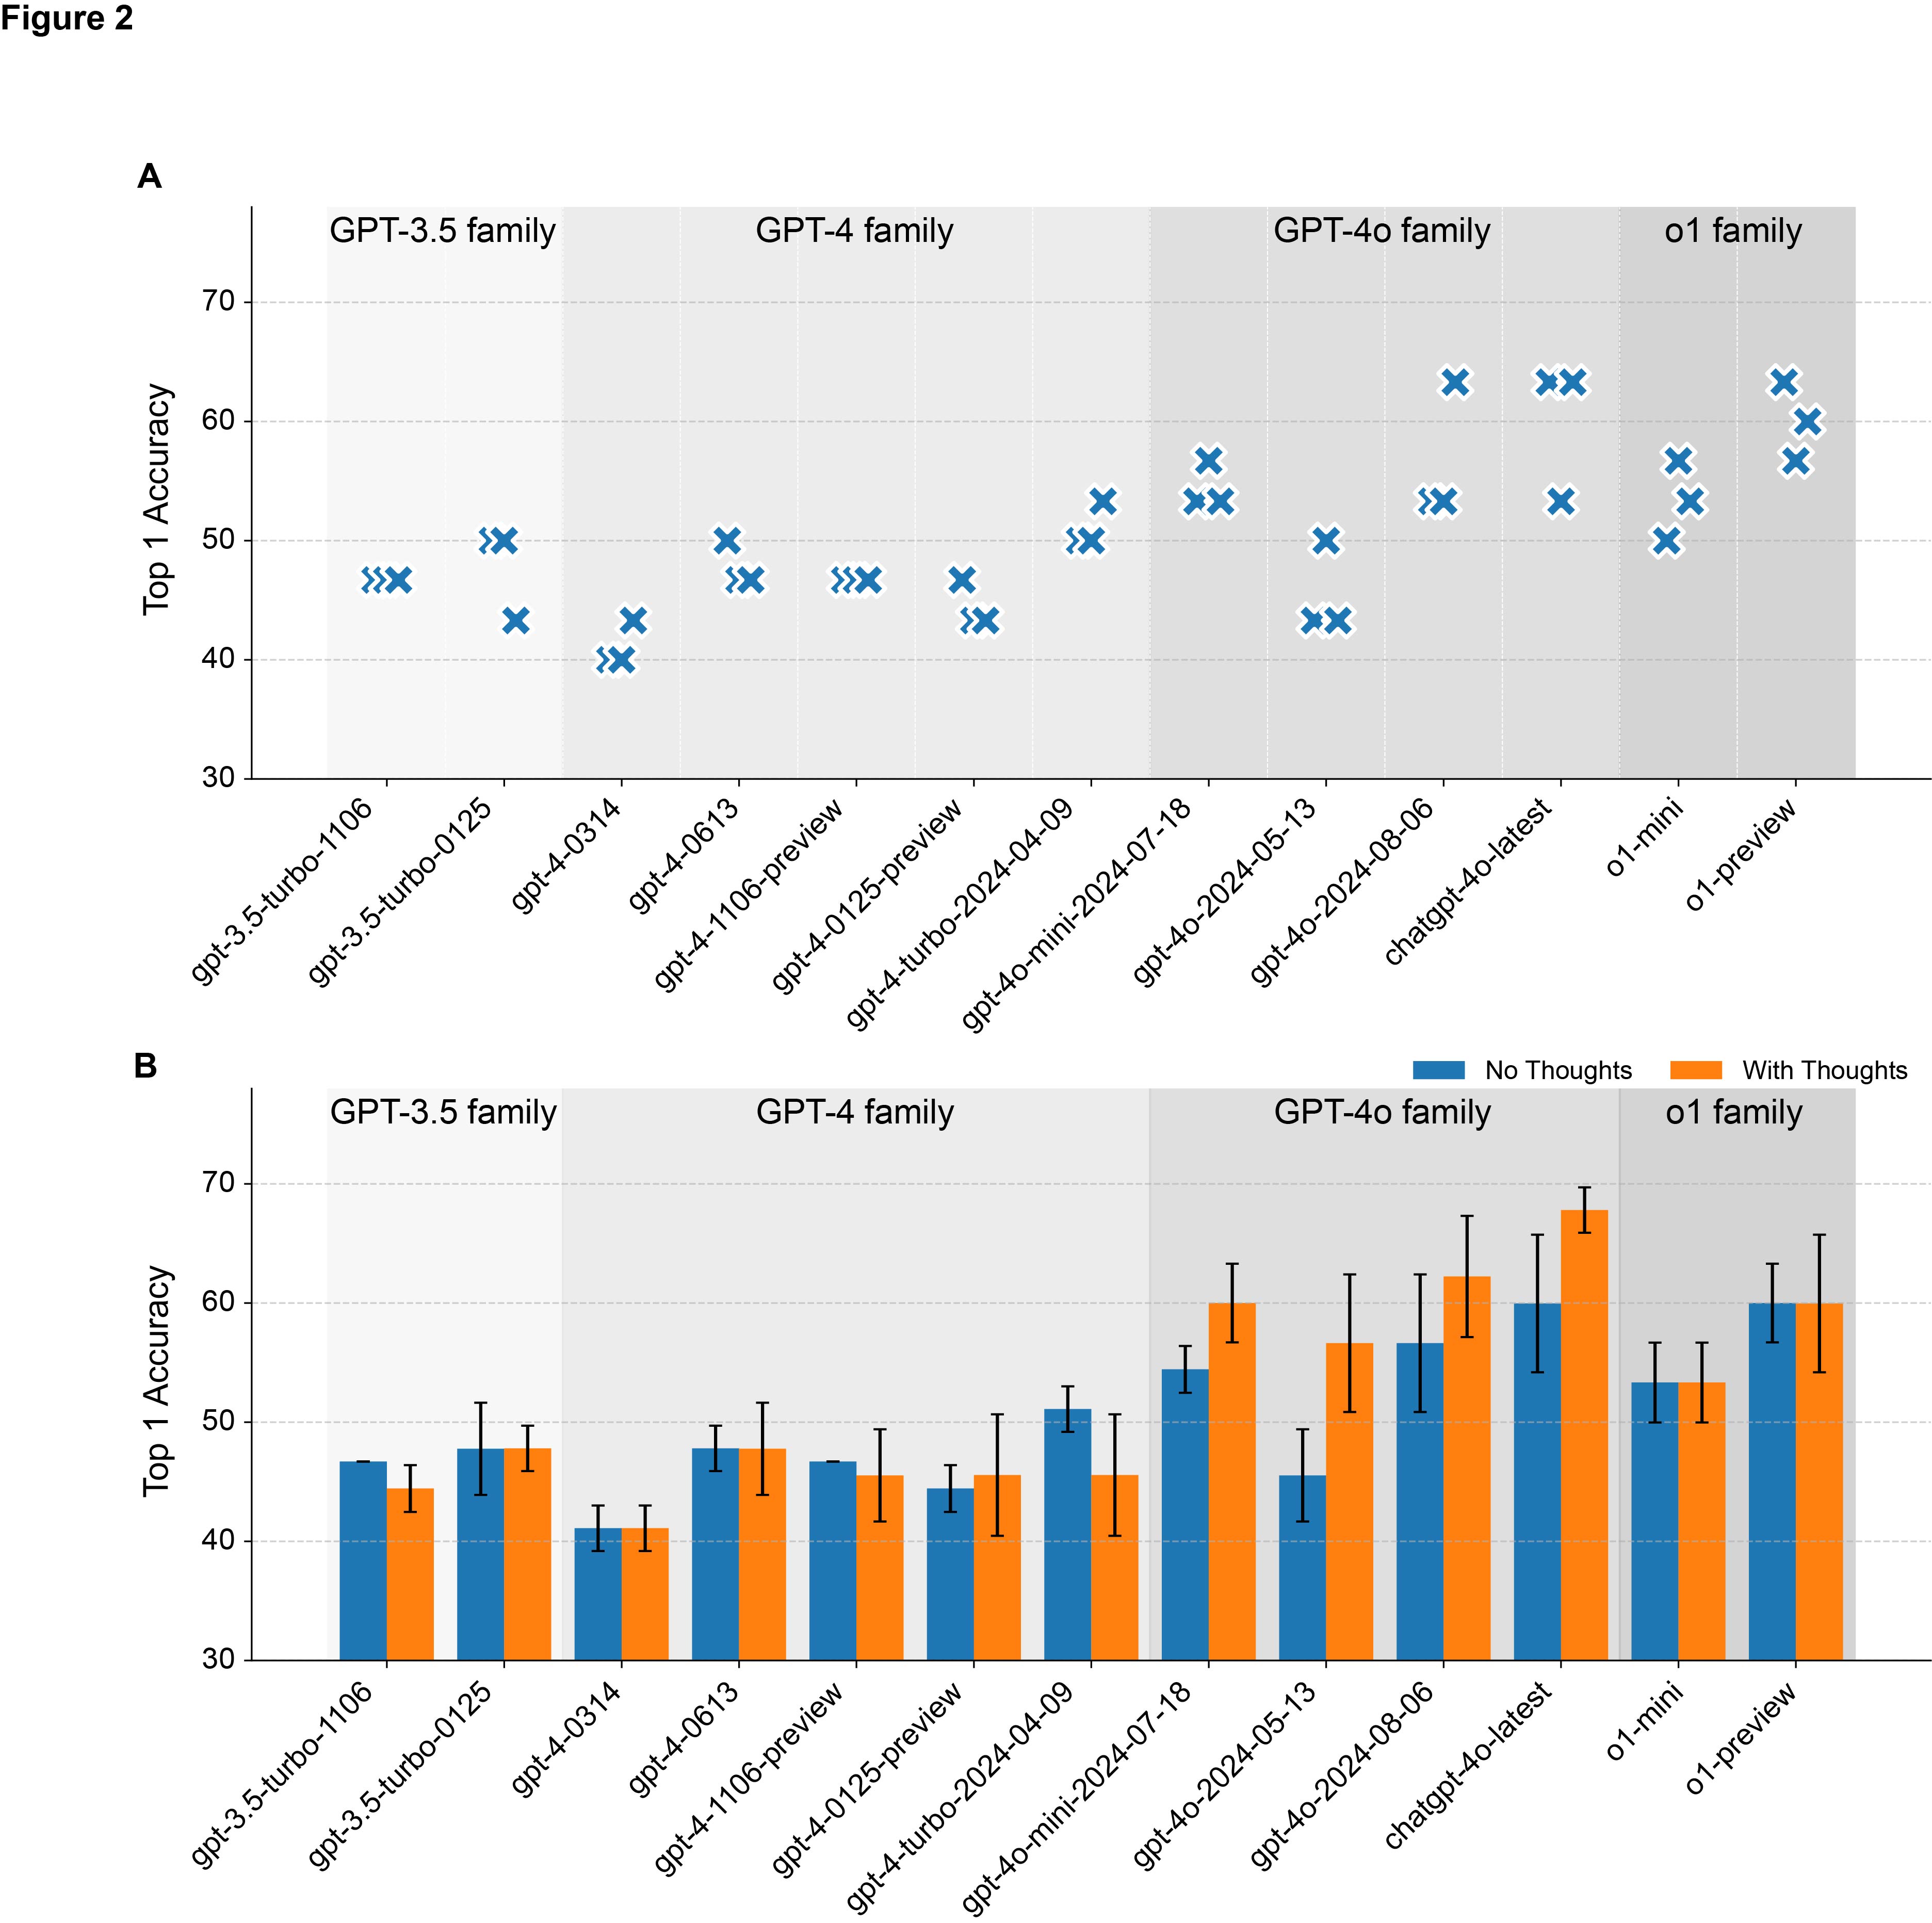 Figure 2
A
GPT-3.5 family GPT-4 family GPT-4o family o1 family
70
60
50
40
30
Top 1 Accuracy
gpt-3.5-turbo-1106
gpt-3.5-turbo-0125
gpt-4-0314
gpt-4-0613
gpt-4-1106-preview
gpt-4-0125-preview
gpt-4-turbo-2024-04-09
gpt-4o-mini-2024-07-18
gpt-4o-2024-05-13
gpt-4o-2024-08-06
chatgpt-4o-latest
o1-mini
o1-preview
B
No Thoughts With Thoughts
GPT-3.5 family GPT-4 family GPT-4o family o1 family
70
60
50
40
30
Top 1 Accuracy
gpt-3.5-turbo-1106
gpt-3.5-turbo-0125
gpt-4-0314
gpt-4-0613
gpt-4-1106-preview
gpt-4-0125-preview
gpt-4-turbo-2024-04-09
gpt-4o-mini-2024-07-18
gpt-4o-2024-05-13
gpt-4o-2024-08-06
chatgpt-4o-latest
o1-mini
o1-preview